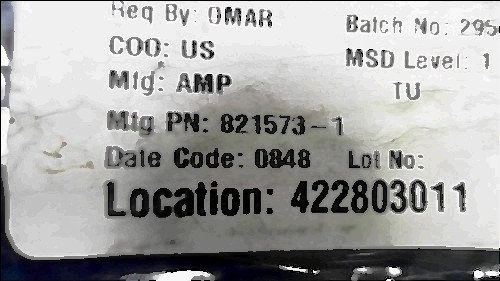 Req By: OMAR
Batch No: 295
COO: US
MSD Level: 1
Mfg: AMP
TU
Mfg PN: 821573-1
Date Code: 0848 Lot No:
Location: 422803011